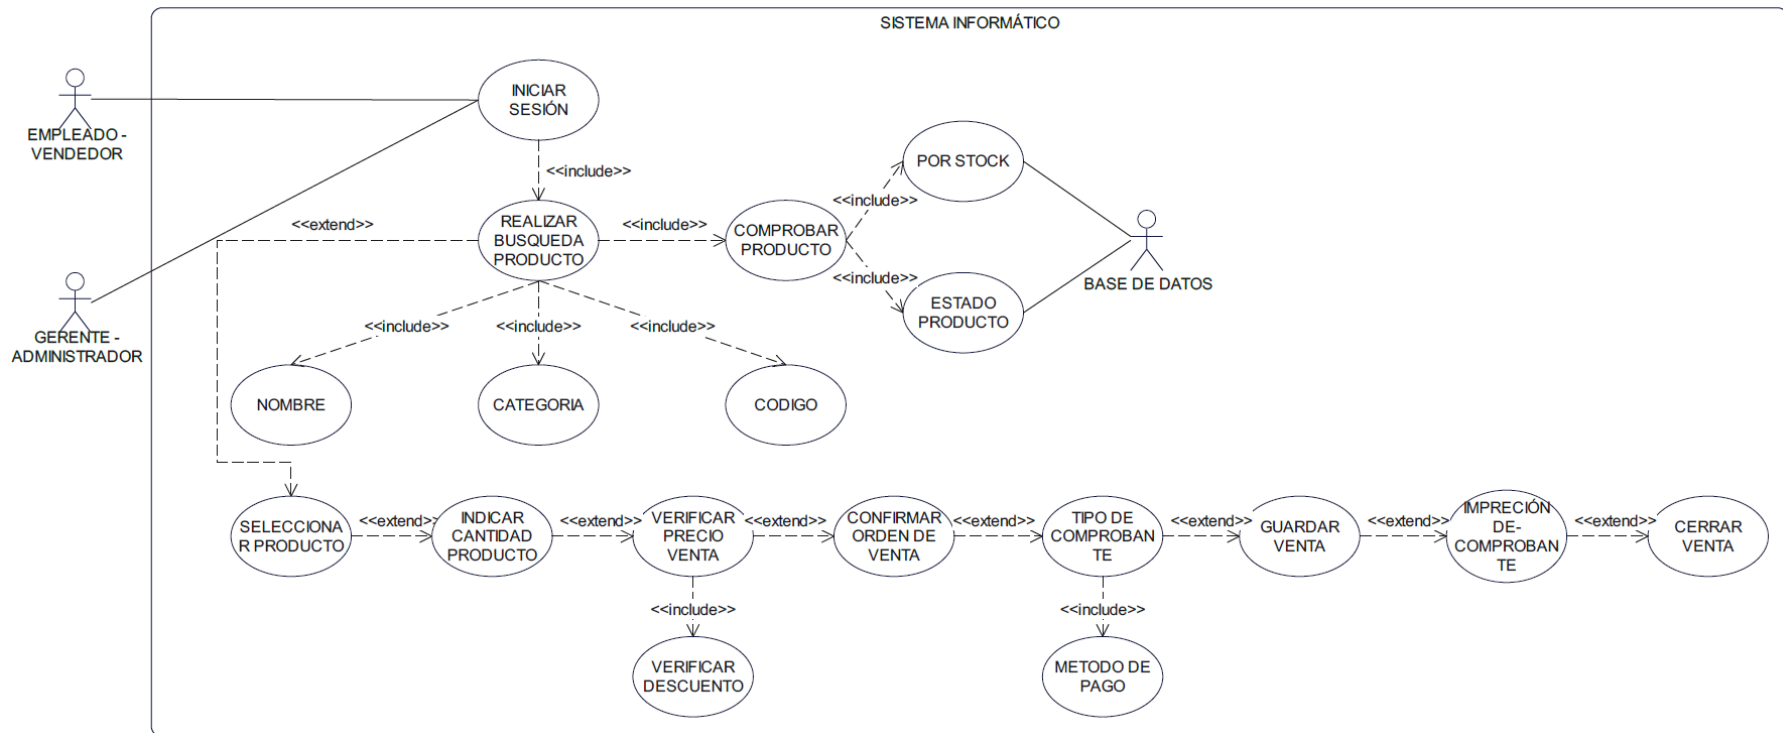 SISTEMA INFORMÁTICO
INICIAR
SESIÓN
EMPLEADO -
VENDEDOR
<<include>>
POR STOCK
<<extend>>
REALIZAR
BUSQUEDA
PRODUCTO
<<include>>
COMPROBAR
PRODUCTO
<<include>>
<<include>>
BASE DE DATOS
ESTADO
PRODUCTO
GERENTE -
ADMINISTRADOR
<<include>>
<<include>>
<<include>>
NOMBRE
CATEGORIA
CODIGO
SELECCIONA
R PRODUCTO
<<extend>>
INDICAR
CANTIDAD
PRODUCTO
<<extend>>
VERIFICAR
PRECIO
VENTA
<<extend>>
CONFIRMAR
ORDEN DE
VENTA
<<extend>>
TIPO DE
COMPROBAN
TE
<<extend>>
GUARDAR
VENTA
<<extend>>
IMPRECIÓN
DE-
COMPROBAN
TE
<<extend>>
CERRAR
VENTA
<<include>>
<<include>>
VERIFICAR
DESCUENTO
METODO DE
PAGO